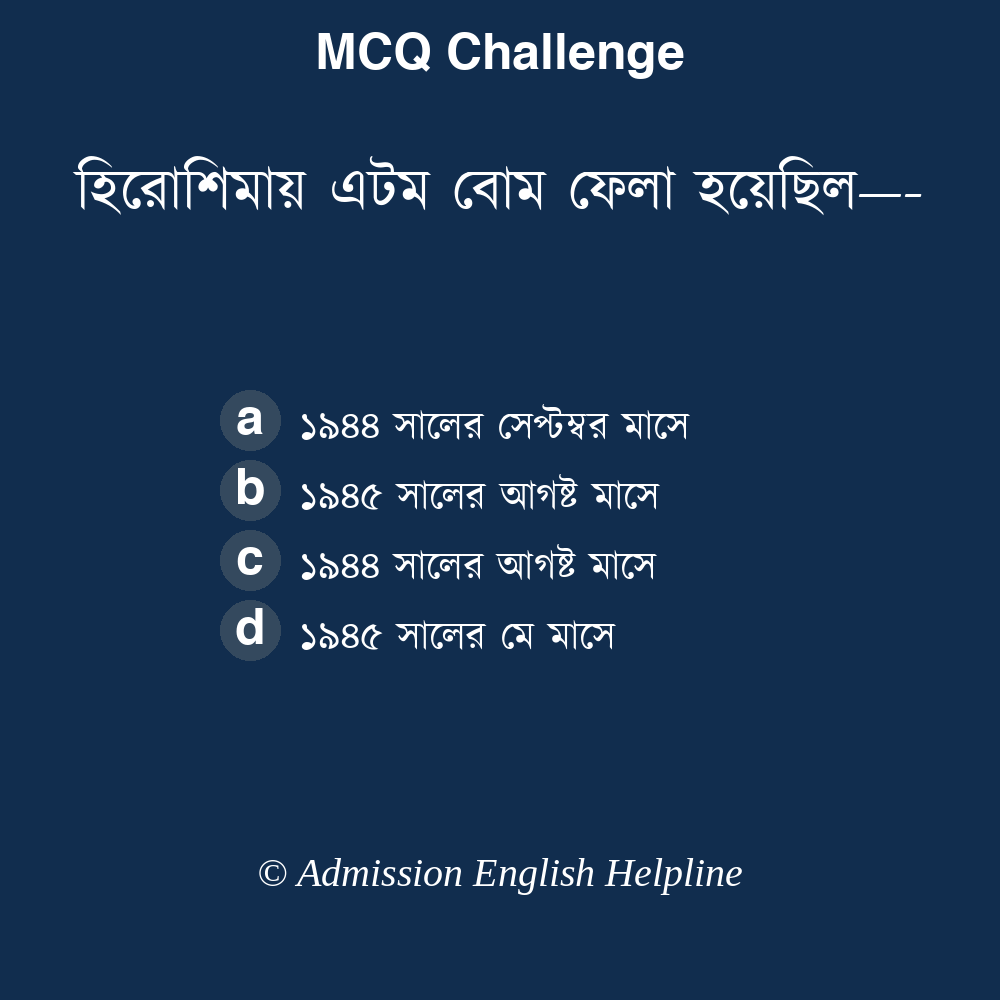 MCQ Challenge
হিরোশিমায় এটম বোম ফেলা হয়েছিল—-
a ১৯৪৪ সালের সেপ্টম্বর মাসে
b ১৯৪৫ সালের আগষ্ট মাসে
c ১৯৪৪ সালের আগষ্ট মাসে
d ১৯৪৫ সালের মে মাসে
© Admission English Helpline